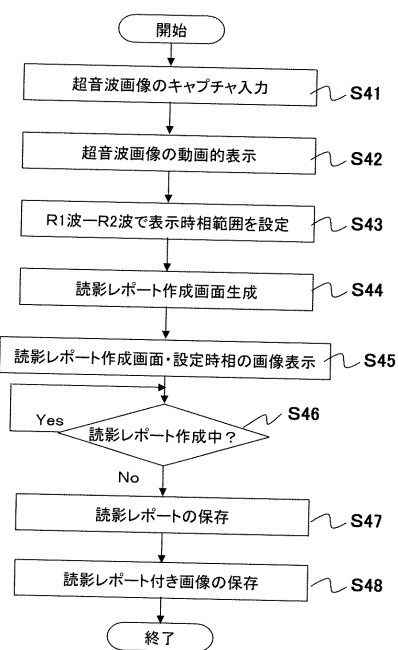 開始
超音波画像のキャプチャ入力
S41
超音波画像の動画的表示
S42
R1波ーR2波で表示時相範囲を設定
S43
読影レポート作成画面生成
S44
読影レポート作成画面・設定時相の画像表示
S45
S46
Yes
読影レポート作成中？
No
読影レポートの保存
S47
読影レポート付き画像の保存
S48
終了